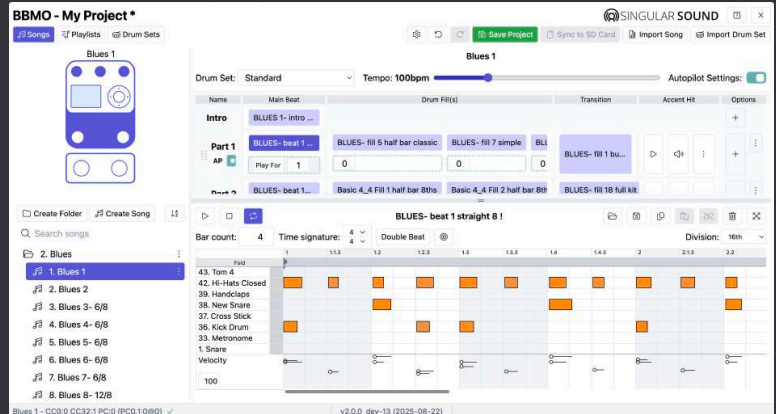 BBMO - My Project *
SINGULAR SOUND
Songs Playlists Drum Sets
Save Project Sync to SD Card Import Song Import Drum Set
Blues 1
Blues 1
Drum Set: Standard Tempo: 100bpm Autopilot Settings:
Name Main Beat Drum Fill(s) Transition Accent Hit Options
Intro BLUES 1- intro ...
Part 1 BLUES- beat 1 ... BLUES- fill 5 half bar classic BLUES- fill 7 simple BLU
BLUES- fill 1 bu...
AP Play For 1 0 0 0
Part 2 BLUES- beat 1... Basic 4_4 Fill 1 half bar 8ths Basic 4_4 Fill 2 half bar 8th BLUES- fill 18 full kit
Create Folder Create Song
BLUES- beat 1 straight 8 !
Search songs
Bar count: 4 Time signature: 4 4 Double Beat Division: 16th
2. Blues
1. Blues 1
2. Blues 2
3. Blues 3- 6/8
4. Blues 4- 6/8
5. Blues 5- 6/8
6. Blues 6- 6/8
7. Blues 7- 6/8
8. Blues 8- 12/8
1 1.1.3 1.2 1.2.3 1.3 1.3.3 1.4 1.4.3 2 2.1.3 2.2
Fold
43. Tom 4
42. Hi-Hats Closed
39. Handclaps
38. New Snare
37. Cross Stick
36. Kick Drum
33. Metronome
1. Snare
Velocity
100
Blues 1 - CC0:0 CC32:1 PC:0 (PC0.1:0@0)
v2.0.0 dev-13 (2025-08-22)